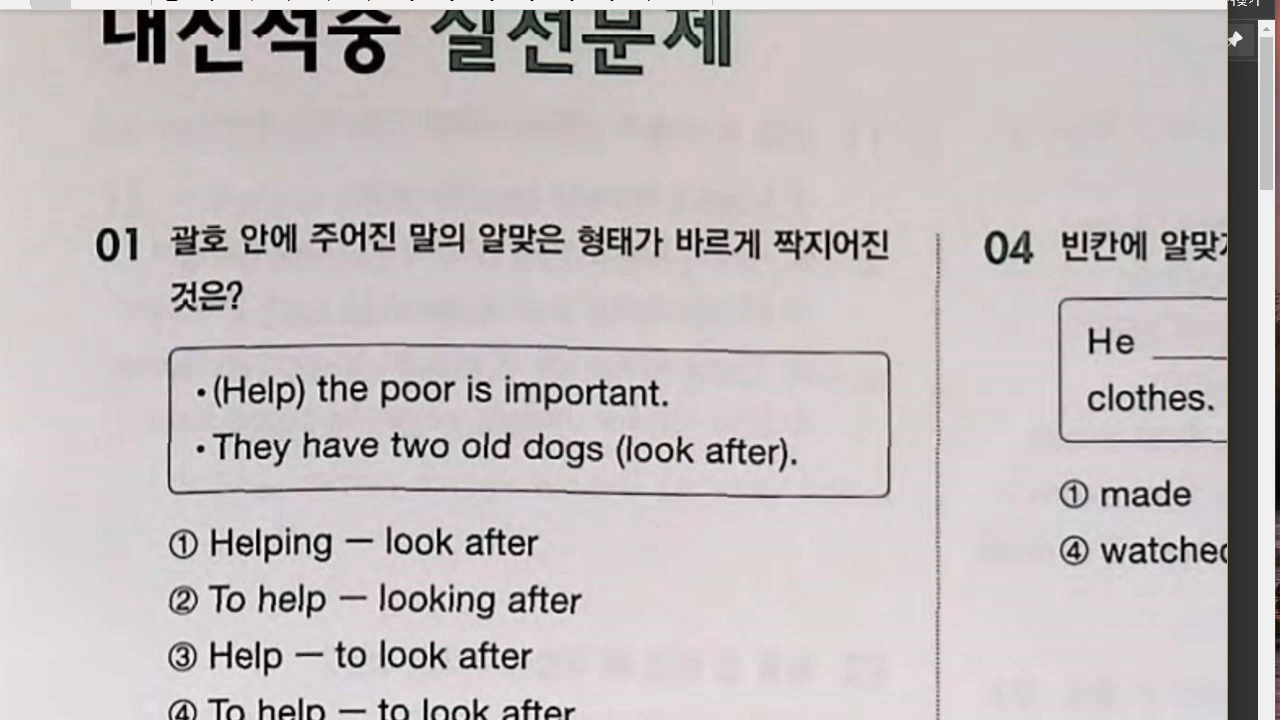 내신적중 실전문제
01 괄호 안에 주어진 말의 알맞은 형태가 바르게 짝지어진
것은?
• (Help) the poor is important.
• They have two old dogs (look after).
① Helping — look after
② To help — looking after
③ Help — to look after
④ To help — to look after
04 빈칸에 알맞
He ____
clothes.
① made
④ watched